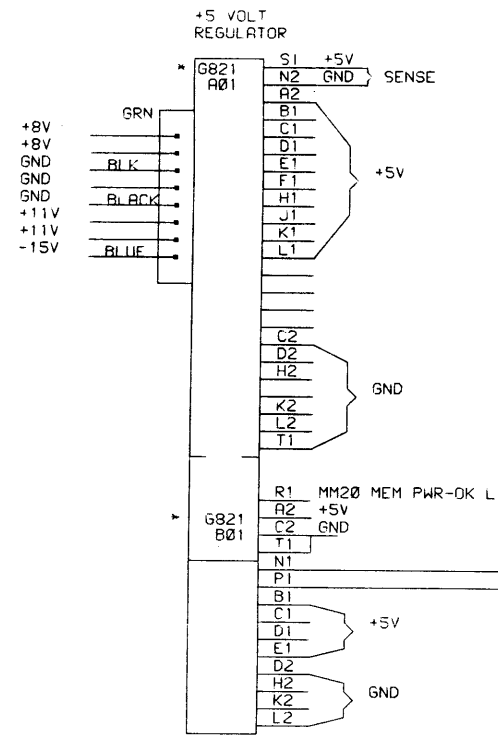 +5 VOLT
REGULATOR
* G821
A01
S1 +5V
N2 GND SENSE
A2
B1
C1
D1
E1
F1
H1
J1
K1
L1
+5V
GRN
+8V
+8V
GND BLK
GND
GND BLACK
+11V
+11V
-15V BLUE
C2
D2
H2
K2
L2
T1
GND
* G821
B01
R1 MM20 MEM PWR-OK L
A2 +5V
C2 GND
T1
N1
P1
B1
C1
D1
E1
+5V
D2
H2
K2
L2
GND